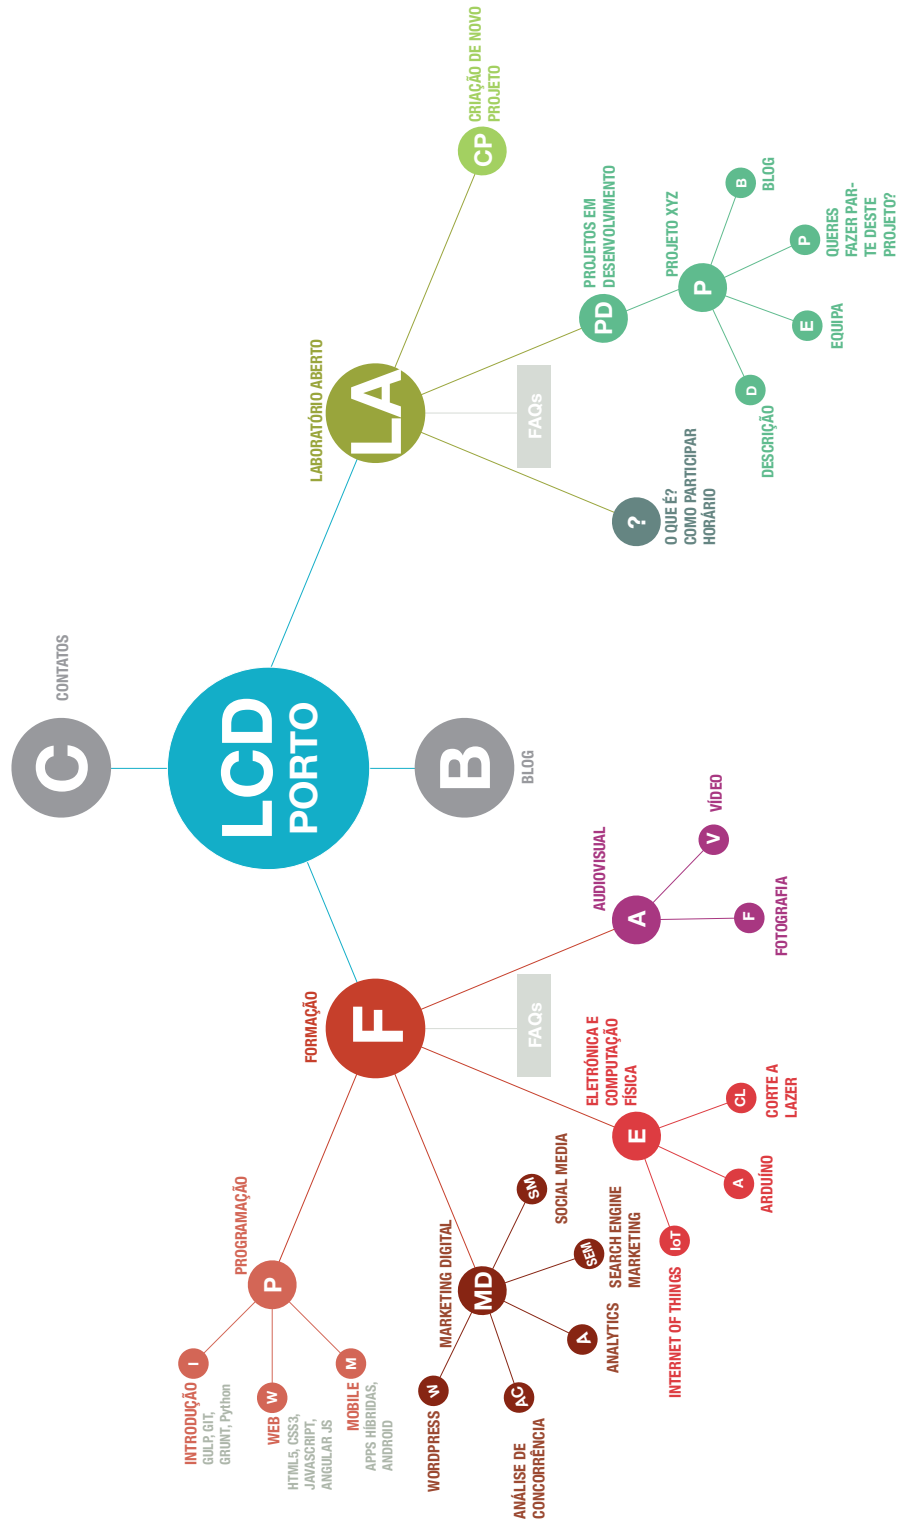 C
CONTATOS
LCD
PORTO
B
BLOG
FORMAÇÃO
F
FAQs
PROGRAMAÇÃO
P
I
INTRODUÇÃO
GULP, GIT,
GRUNT, Python
W
WEB
HTML5, CSS3,
JAVASCRIPT,
ANGULAR JS
M
MOBILE
APPS HÍBRIDAS,
ANDROID
MARKETING DIGITAL
MD
W
WORDPRESS
AC
ANÁLISE DE
CONCORRÊNCIA
A
ANALYTICS
SEM
SEARCH ENGINE
MARKETING
SM
SOCIAL MEDIA
ELETRÓNICA E
COMPUTAÇÃO
FÍSICA
E
IoT
INTERNET OF THINGS
A
ARDUÍNO
CL
CORTE A
LAZER
AUDIOVISUAL
A
F
FOTOGRAFIA
V
VÍDEO
LABORATÓRIO ABERTO
LA
FAQs
?
O QUE É?
COMO PARTICIPAR
HORÁRIO
PROJETOS EM
DESENVOLVIMENTO
PD
PROJETO XYZ
P
D
DESCRIÇÃO
E
EQUIPA
P
QUERES
FAZER PAR-
TE DESTE
PROJETO?
B
BLOG
CP
CRIAÇÃO DE NOVO
PROJETO